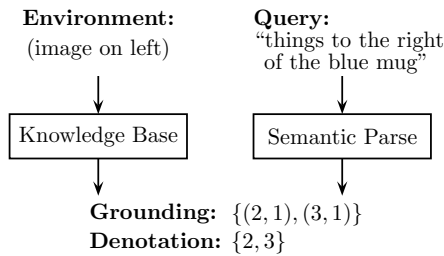 Environment:
(image on left)
Query:
“things to the right
of the blue mug”
Knowledge Base
Semantic Parse
Grounding: {(2, 1), (3, 1)}
Denotation: {2, 3}